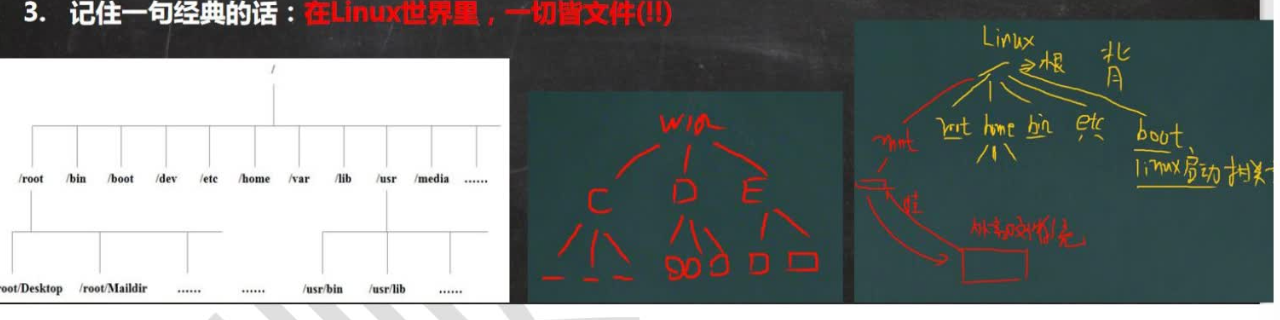 3. 记住一句经典的话：在Linux世界里，一切皆文件(!!)
/
/root /bin /boot /dev /etc /home /var /lib /usr /media ......
root/Desktop /root/Maildir ...... ...... /usr/bin /usr/lib ......
win
C D E
Linux
根
mnt root home bin etc boot
linux启动相关